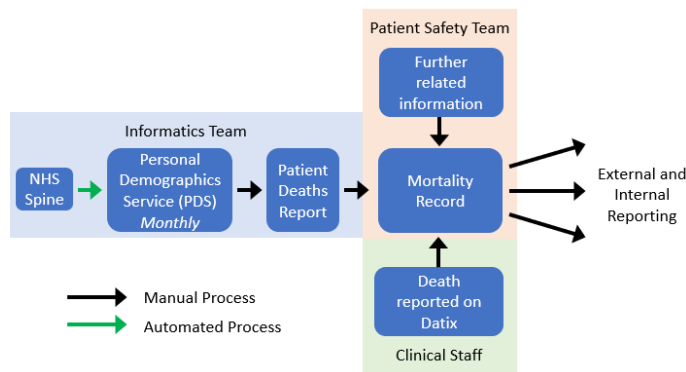 Patient Safety Team
Further
related
information
Informatics Team
NHS
Spine
Personal
Demographics
Service (PDS)
Monthly
Patient
Deaths
Report
Mortality
Record
External and
Internal
Reporting
Death
reported on
Datix
Clinical Staff
Manual Process
Automated Process